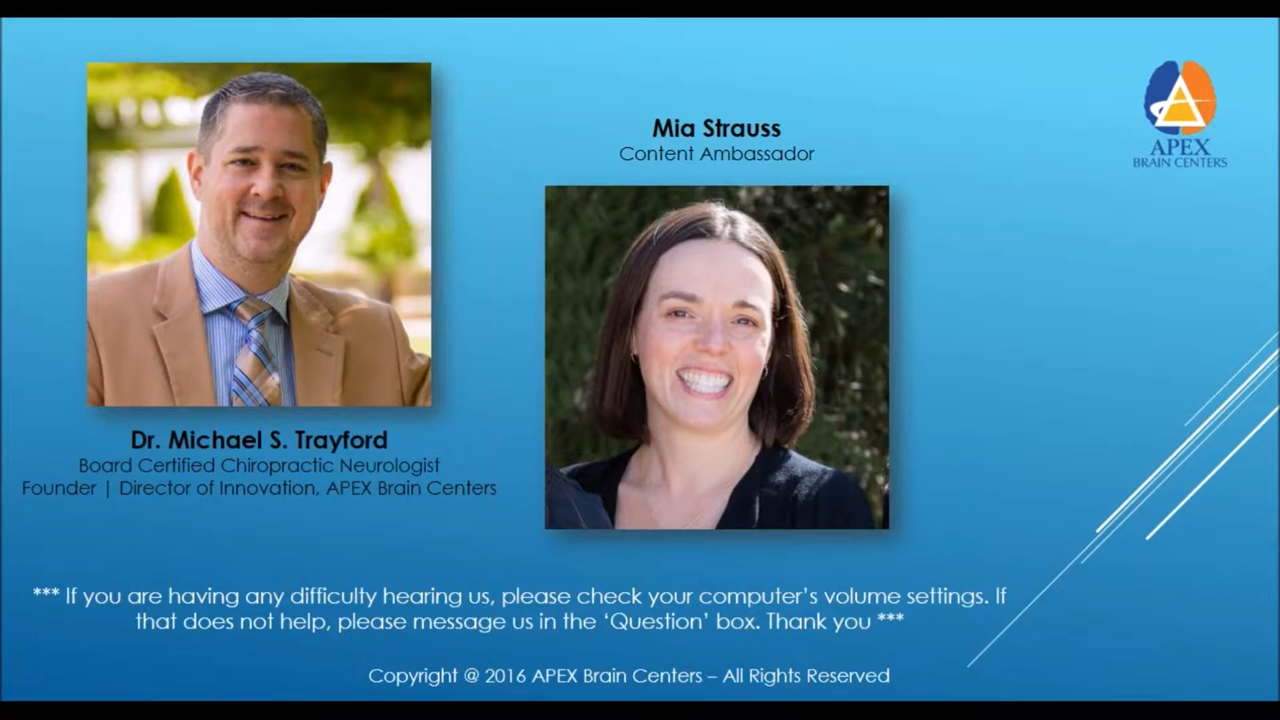 Mia Strauss
Content Ambassador
APEX
BRAIN CENTERS
Dr. Michael S. Trayford
Board Certified Chiropractic Neurologist
Founder | Director of Innovation, APEX Brain Centers
*** If you are having any difficulty hearing us, please check your computer’s volume settings. If
that does not help, please message us in the ‘Question’ box. Thank you ***
Copyright @ 2016 APEX Brain Centers – All Rights Reserved